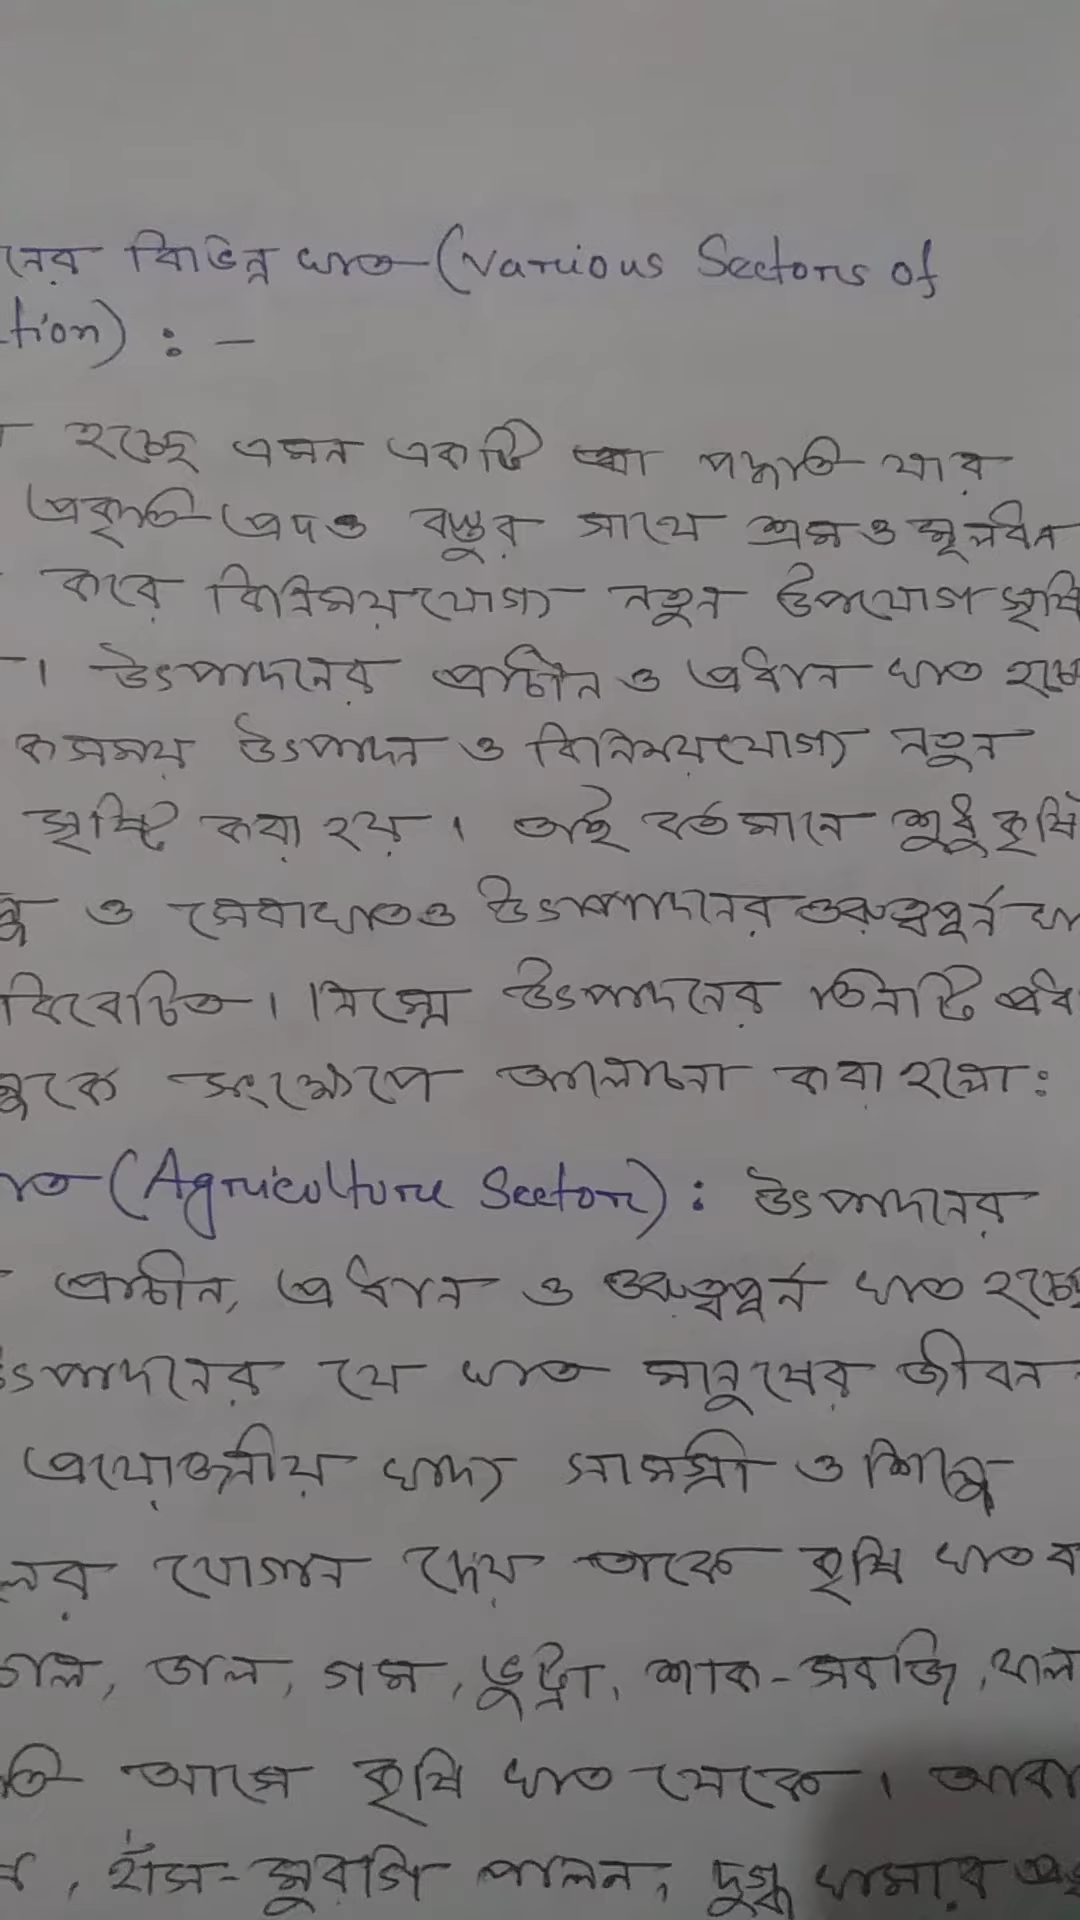 নের বিভিন্ন খাত (Various Sectors of
tion) : –
হচ্ছে এমন একটি পদ্ধতি যার
প্রকৃতি প্রদত্ত বস্তুর সাথে শ্রম ও মূলধন
করে বিনিময়যোগ্য নতুন উপযোগ সৃষ্টি
। উৎপাদনের প্রাচীন ও প্রধান খাত হচ্ছে
কসময় উৎপাদন ও বিনিময়যোগ্য নতুন
সৃষ্টি করা হয়। তাই বর্তমানে শুধু কৃষি
ও সেবাখাতও উৎপাদনের গুরুত্বপূর্ন খা
বিবেচিত। নিম্মে উৎপাদনের তিনটি প্রধা
কে সংক্ষেপে আলোচনা করা হলো:
াত (Agriculture Sector) : উৎপাদনের
প্রাচীন, প্রধান ও গুরুত্বপূর্ন খাত হচ্ছে
উৎপাদনের যে খাত মানুষের জীবন
প্রয়োজনীয় খাদ্য সামগ্রী ও শিল্পে
লের যোগান দেয় তাকে কৃষি খাত ব
ডাল, গম, ভুট্টা, শাক-সবজি, ফল
তি আসে কৃষি খাত থেকে। আবা
, হাঁস-মুরগি পালন, দুগ্ধ খামার